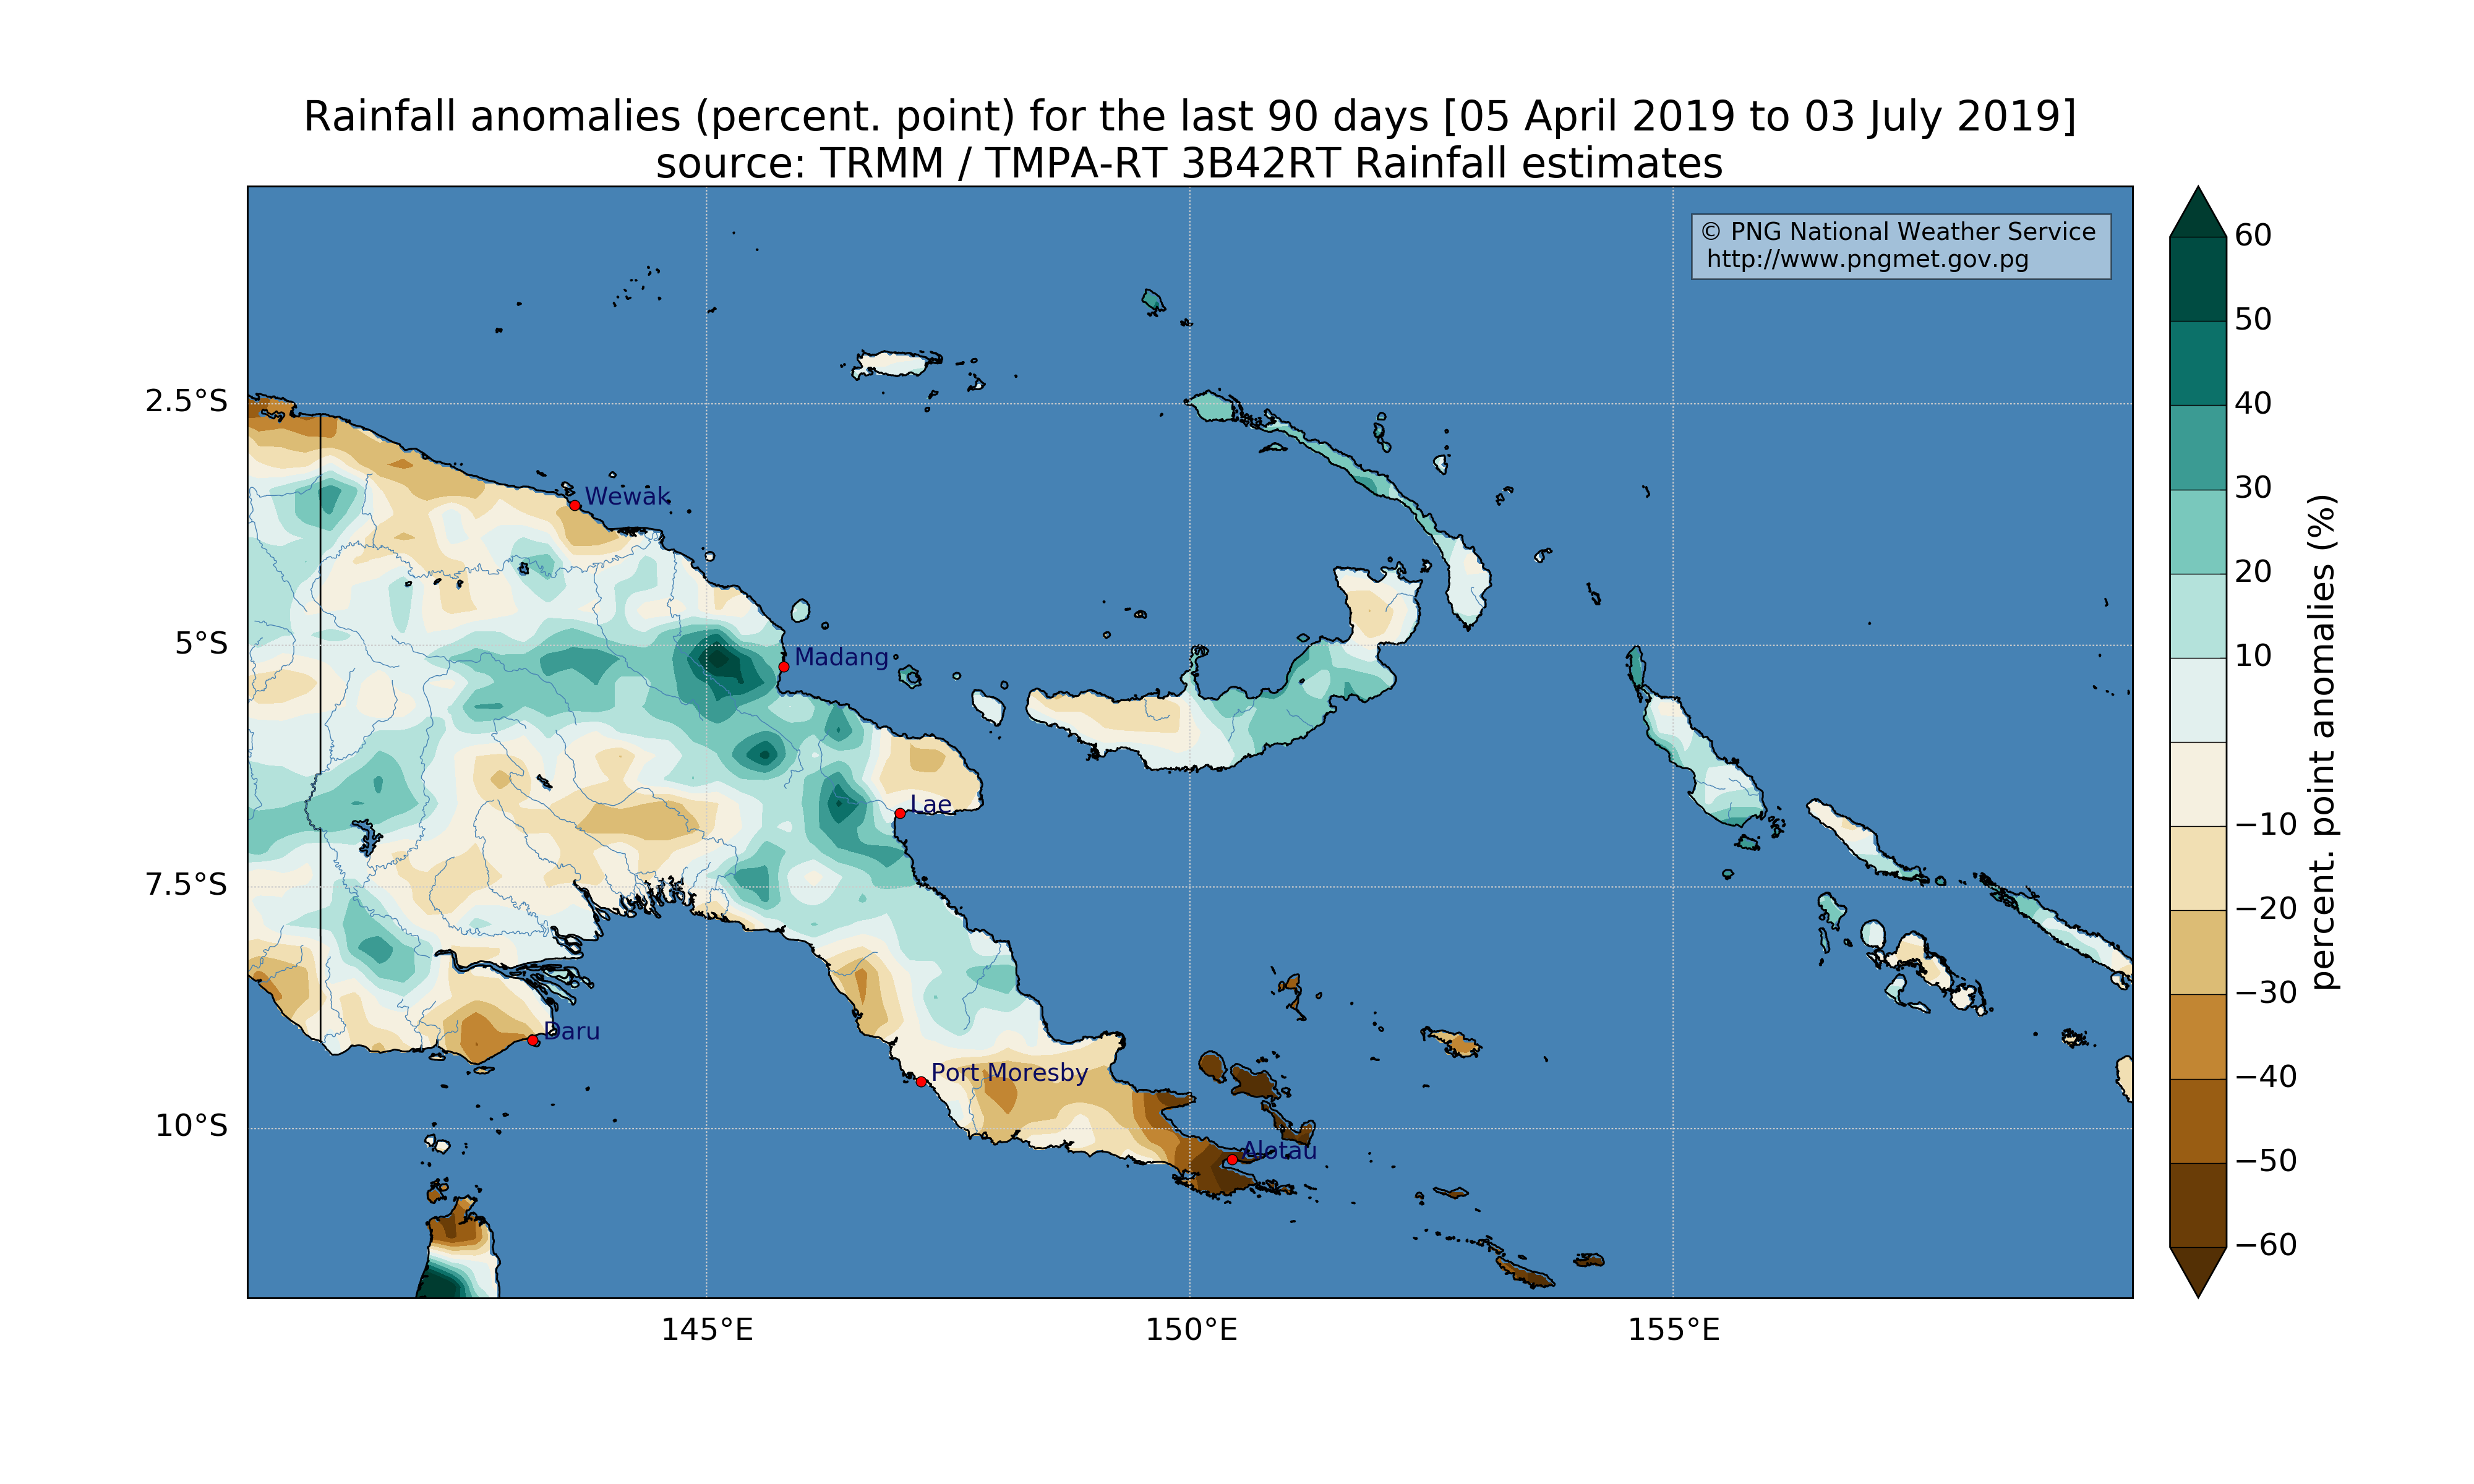 Rainfall anomalies (percent. point) for the last 90 days [05 April 2019 to 03 July 2019]
source: TRMM / TMPA-RT 3B42RT Rainfall estimates
© PNG National Weather Service
http://www.pngmet.gov.pg
60
50
40
30
20
10
−10
−20
−30
−40
−50
−60
percent. point anomalies (%)
2.5°S
5°S
7.5°S
10°S
Wewak
Madang
Lae
Daru
Port Moresby
Alotau
145°E
150°E
155°E